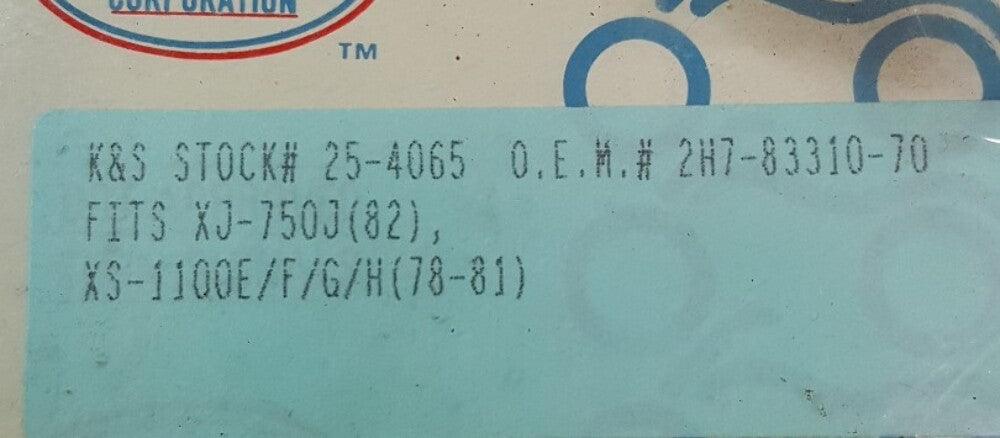 CORPORATION
TM
K&S STOCK# 25-4065 O.E.M.# 2H7-83310-70
FITS XJ-750J(82),
XS-1100E/F/G/H(78-81)